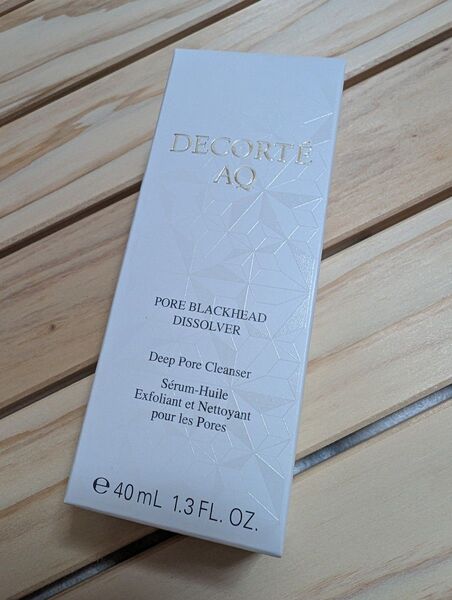 DECORTÉ
AQ
PORE BLACKHEAD
DISSOLVER
Deep Pore Cleanser
Sérum-Huile
Exfoliant et Nettoyant
pour les Pores
℮ 40 mL 1.3 FL. OZ.